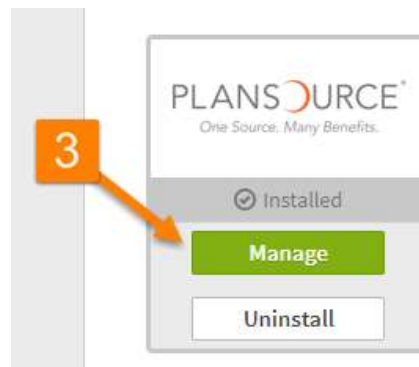 PLANSOURCE®
One Source. Many Benefits.
3
Installed
Manage
Uninstall